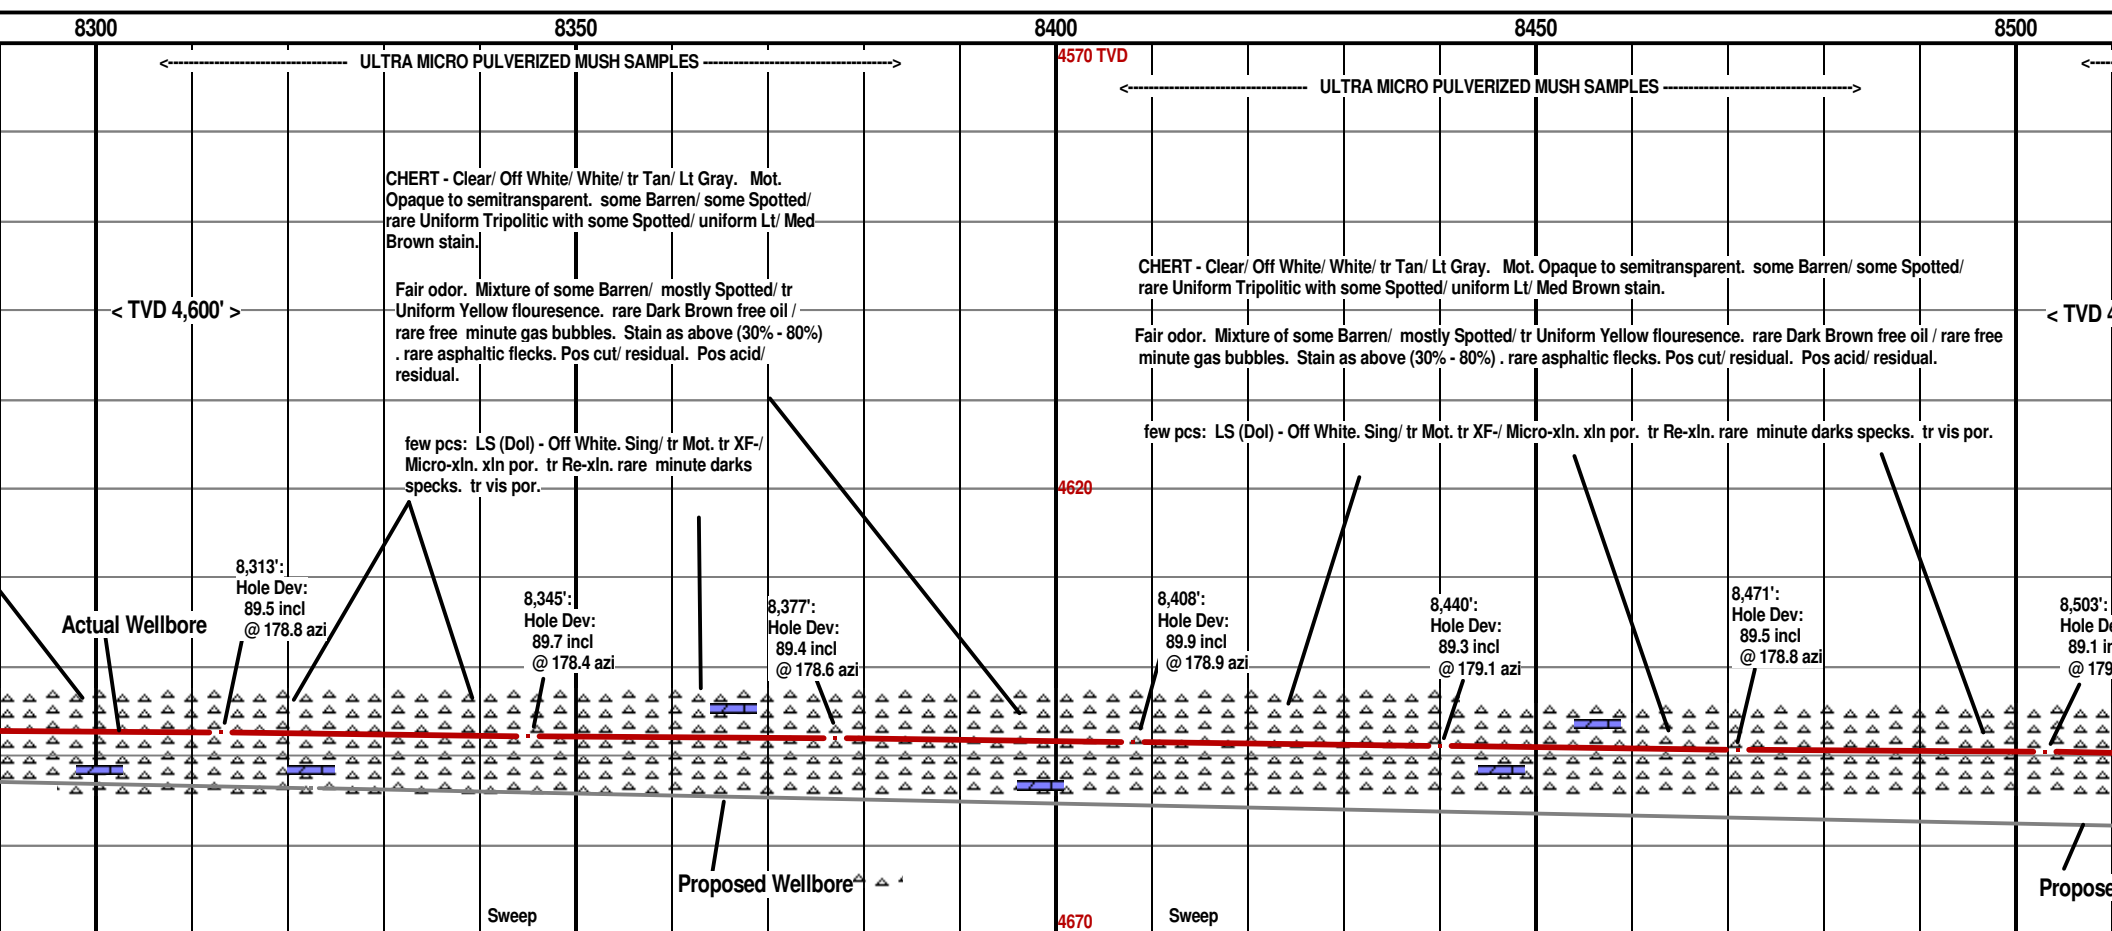 8300 8350 8400 8450 8500
4570 TVD
<------------------------------------ ULTRA MICRO PULVERIZED MUSH SAMPLES -------------------------------------->
<------------------------------------ ULTRA MICRO PULVERIZED MUSH SAMPLES -------------------------------------->
<----
CHERT - Clear/ Off White/ White/ tr Tan/ Lt Gray. Mot.
Opaque to semitransparent. some Barren/ some Spotted/
rare Uniform Tripolitic with some Spotted/ uniform Lt/ Med
Brown stain.
Fair odor. Mixture of some Barren/ mostly Spotted/ tr
Uniform Yellow flouresence. rare Dark Brown free oil /
rare free minute gas bubbles. Stain as above (30% - 80%)
. rare asphaltic flecks. Pos cut/ residual. Pos acid/
residual.
< TVD 4,600' >
few pcs: LS (Dol) - Off White. Sing/ tr Mot. tr XF-/
Micro-xln. xln por. tr Re-xln. rare minute darks
specks. tr vis por.
CHERT - Clear/ Off White/ White/ tr Tan/ Lt Gray. Mot. Opaque to semitransparent. some Barren/ some Spotted/
rare Uniform Tripolitic with some Spotted/ uniform Lt/ Med Brown stain.
< TVD 4
Fair odor. Mixture of some Barren/ mostly Spotted/ tr Uniform Yellow flouresence. rare Dark Brown free oil / rare free
minute gas bubbles. Stain as above (30% - 80%) . rare asphaltic flecks. Pos cut/ residual. Pos acid/ residual.
few pcs: LS (Dol) - Off White. Sing/ tr Mot. tr XF-/ Micro-xln. xln por. tr Re-xln. rare minute darks specks. tr vis por.
4620
Actual Wellbore
8,313':
Hole Dev:
89.5 incl
@ 178.8 azi
8,345':
Hole Dev:
89.7 incl
@ 178.4 azi
8,377':
Hole Dev:
89.4 incl
@ 178.6 azi
8,408':
Hole Dev:
89.9 incl
@ 178.9 azi
8,440':
Hole Dev:
89.3 incl
@ 179.1 azi
8,471':
Hole Dev:
89.5 incl
@ 178.8 azi
8,503':
Hole De
89.1 in
@ 179
Proposed Wellbore
Propose
Sweep
4670
Sweep